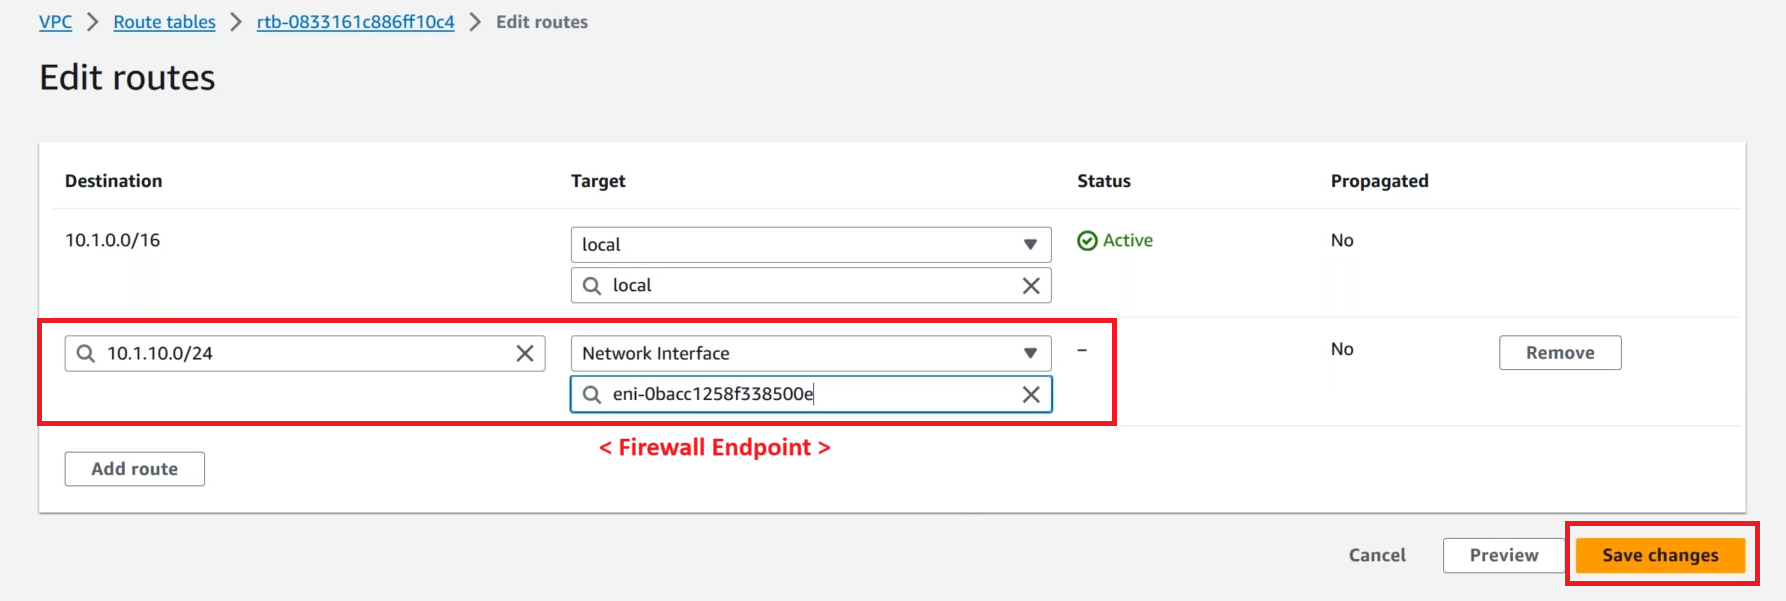 VPC > Route tables > rtb-0833161c886ff10c4 > Edit routes
Edit routes
Destination Target Status Propagated
10.1.0.0/16 local Active No
local
10.1.10.0/24 Network Interface – No Remove
eni-0bacc1258f338500e
< Firewall Endpoint >
Add route
Cancel Preview Save changes